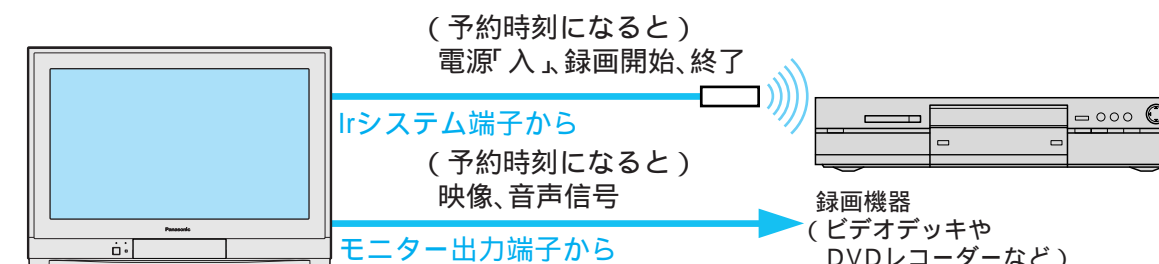 (予約時刻になると)
電源「入」、録画開始、終了
Irシステム端子から
(予約時刻になると)
映像、音声信号
モニター出力端子から
Panasonic
録画機器
(ビデオデッキや
DVDレコーダーなど)